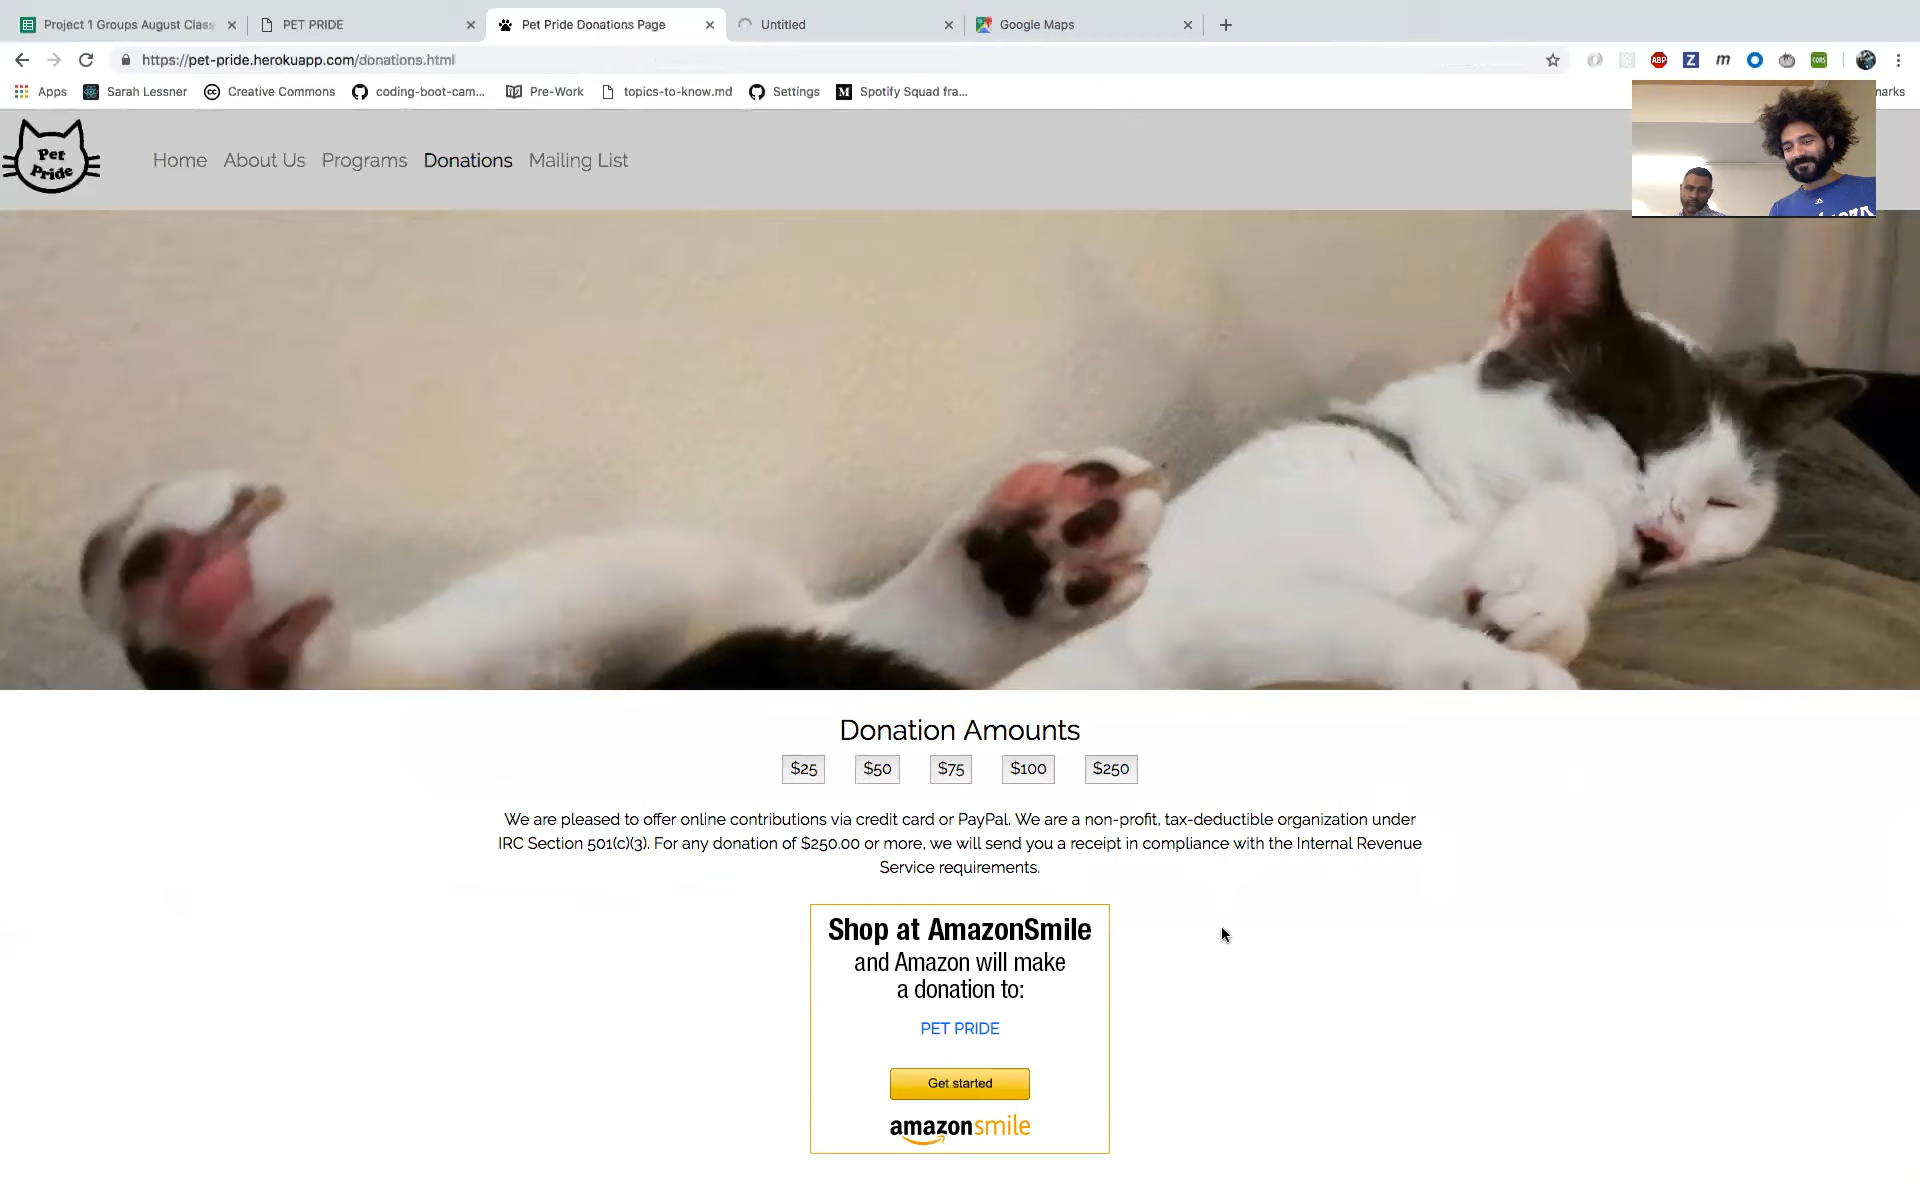 Project 1 Groups August Class
PET PRIDE
Pet Pride Donations Page
Untitled
Google Maps
https://pet-pride.herokuapp.com/donations.html
ABP
Z
m
CORS
Apps
Sarah Lessner
Creative Commons
coding-boot-cam...
Pre-Work
topics-to-know.md
Settings
Spotify Squad fra...
Pet
Pride
Home
About Us
Programs
Donations
Mailing List
Donation Amounts
$25
$50
$75
$100
$250
We are pleased to offer online contributions via credit card or PayPal. We are a non-profit, tax-deductible organization under
IRC Section 501(c)(3). For any donation of $250.00 or more, we will send you a receipt in compliance with the Internal Revenue
Service requirements.
Shop at AmazonSmile
and Amazon will make
a donation to:
PET PRIDE
Get started
amazonsmile